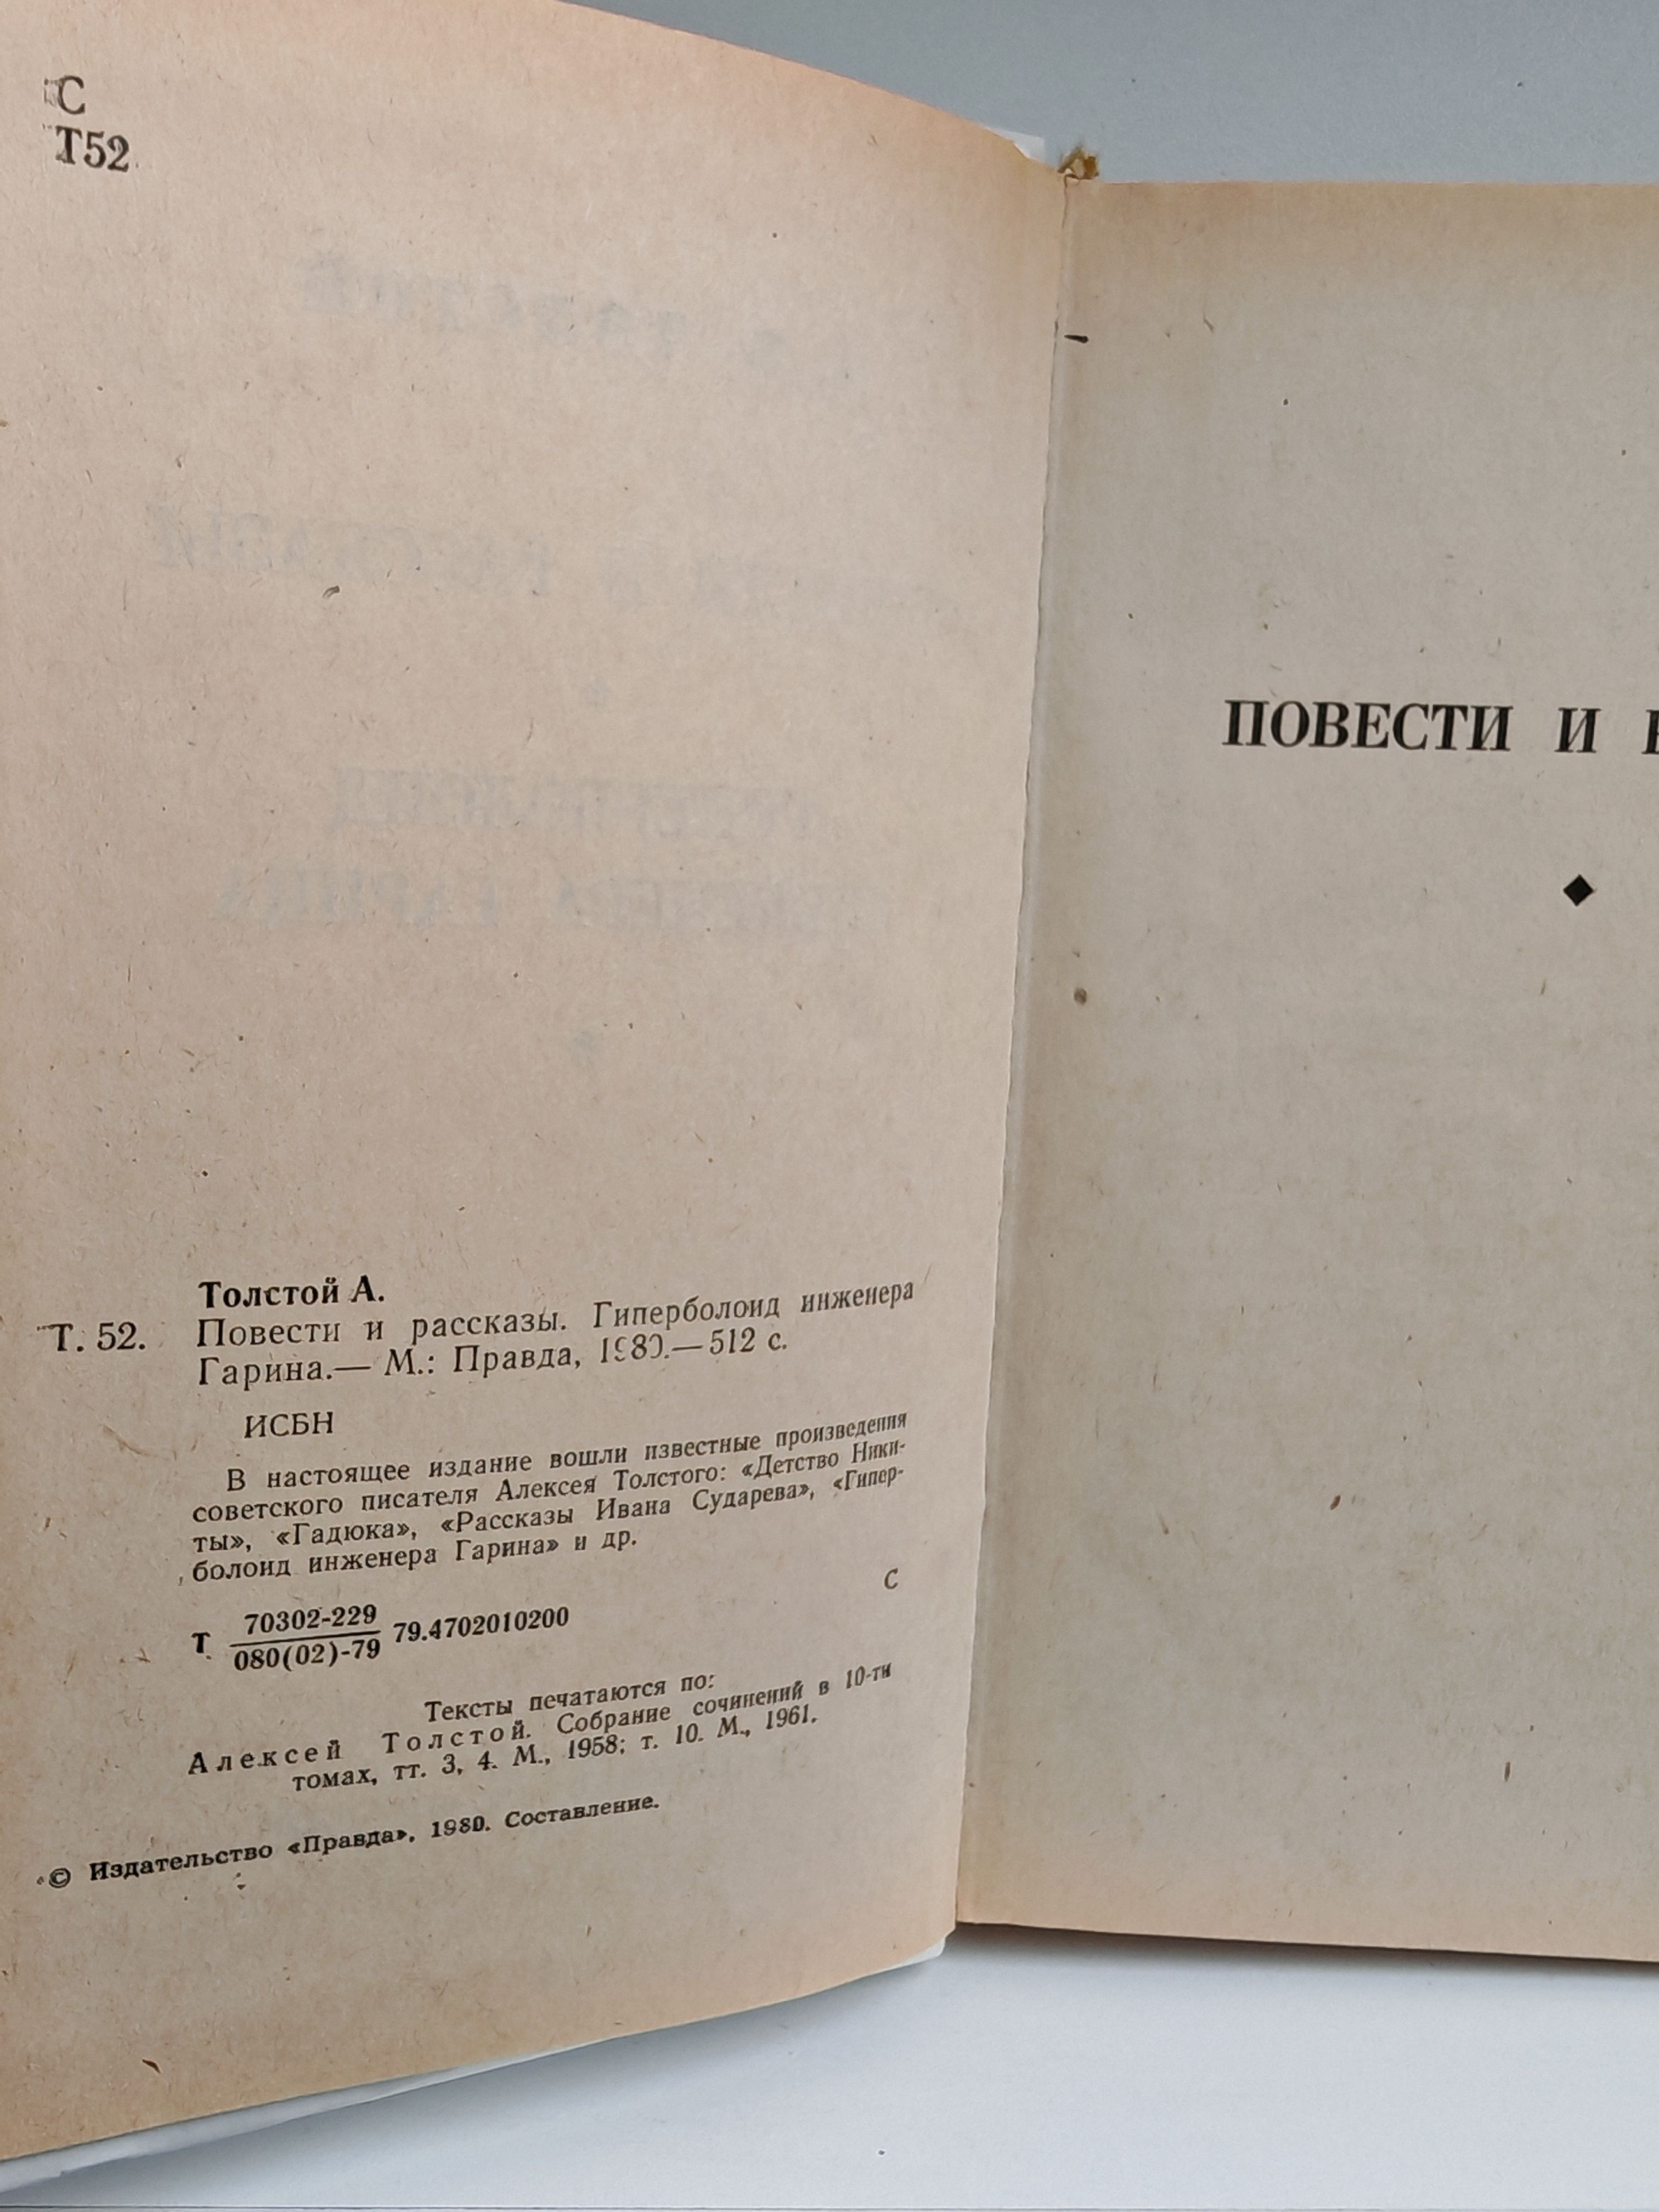 С
Т52
Толстой А.
Т. 52. Повести и рассказы. Гиперболоид инженера
Гарина.— М.: Правда, 1980.—512 с.
ИСБН
В настоящее издание вошли известные произведения
советского писателя Алексея Толстого: «Детство Ники-
ты», «Гадюка», «Рассказы Ивана Сударева», «Гипер-
болоид инженера Гарина» и др.
С
Т 70302-229
080(02)-79 79.4702010200
Тексты печатаются по:
Алексей Толстой. Собрание сочинений в 10-ти
томах, тт. 3, 4. М., 1958; т. 10. М., 1961.
© Издательство «Правда», 1980. Составление.
ПОВЕСТИ И